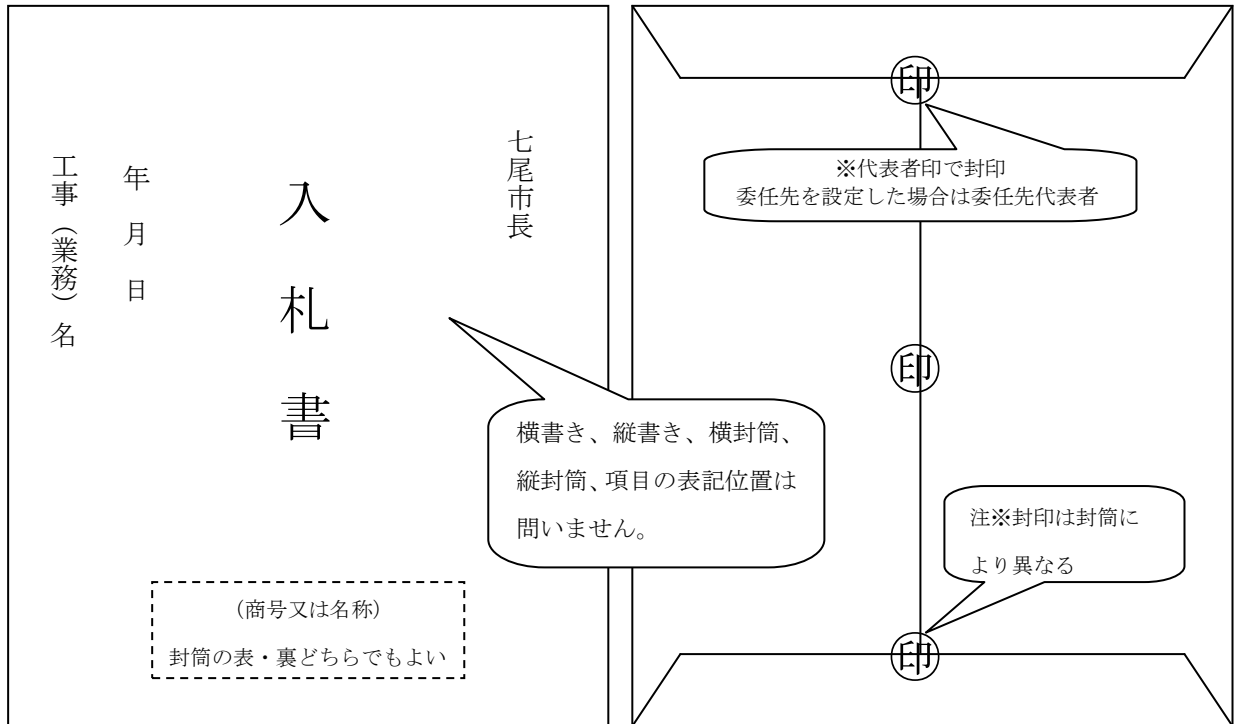 七尾市長
入札書
年　月　日
工事（業務）名
(商号又は名称)
封筒の表・裏どちらでもよい
横書き、縦書き、横封筒、
縦封筒、項目の表記位置は
問いません。
印
※代表者印で封印
委任先を設定した場合は委任先代表者
印
注※封印は封筒に
より異なる
印